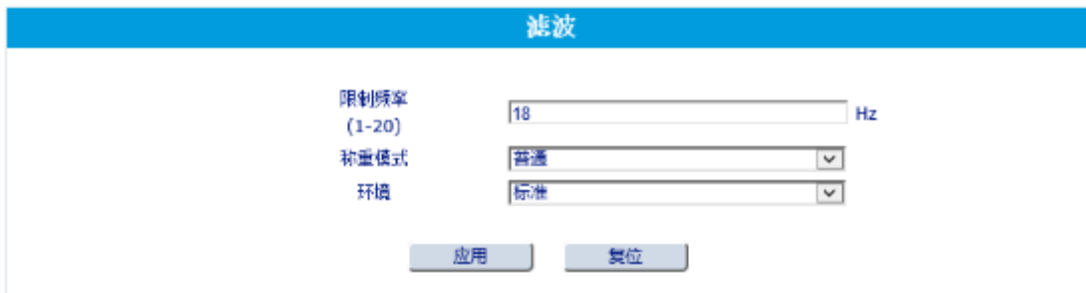 滤波
限制频率
(1-20)
18 Hz
称重模式 普通
环境 标准
应用 复位